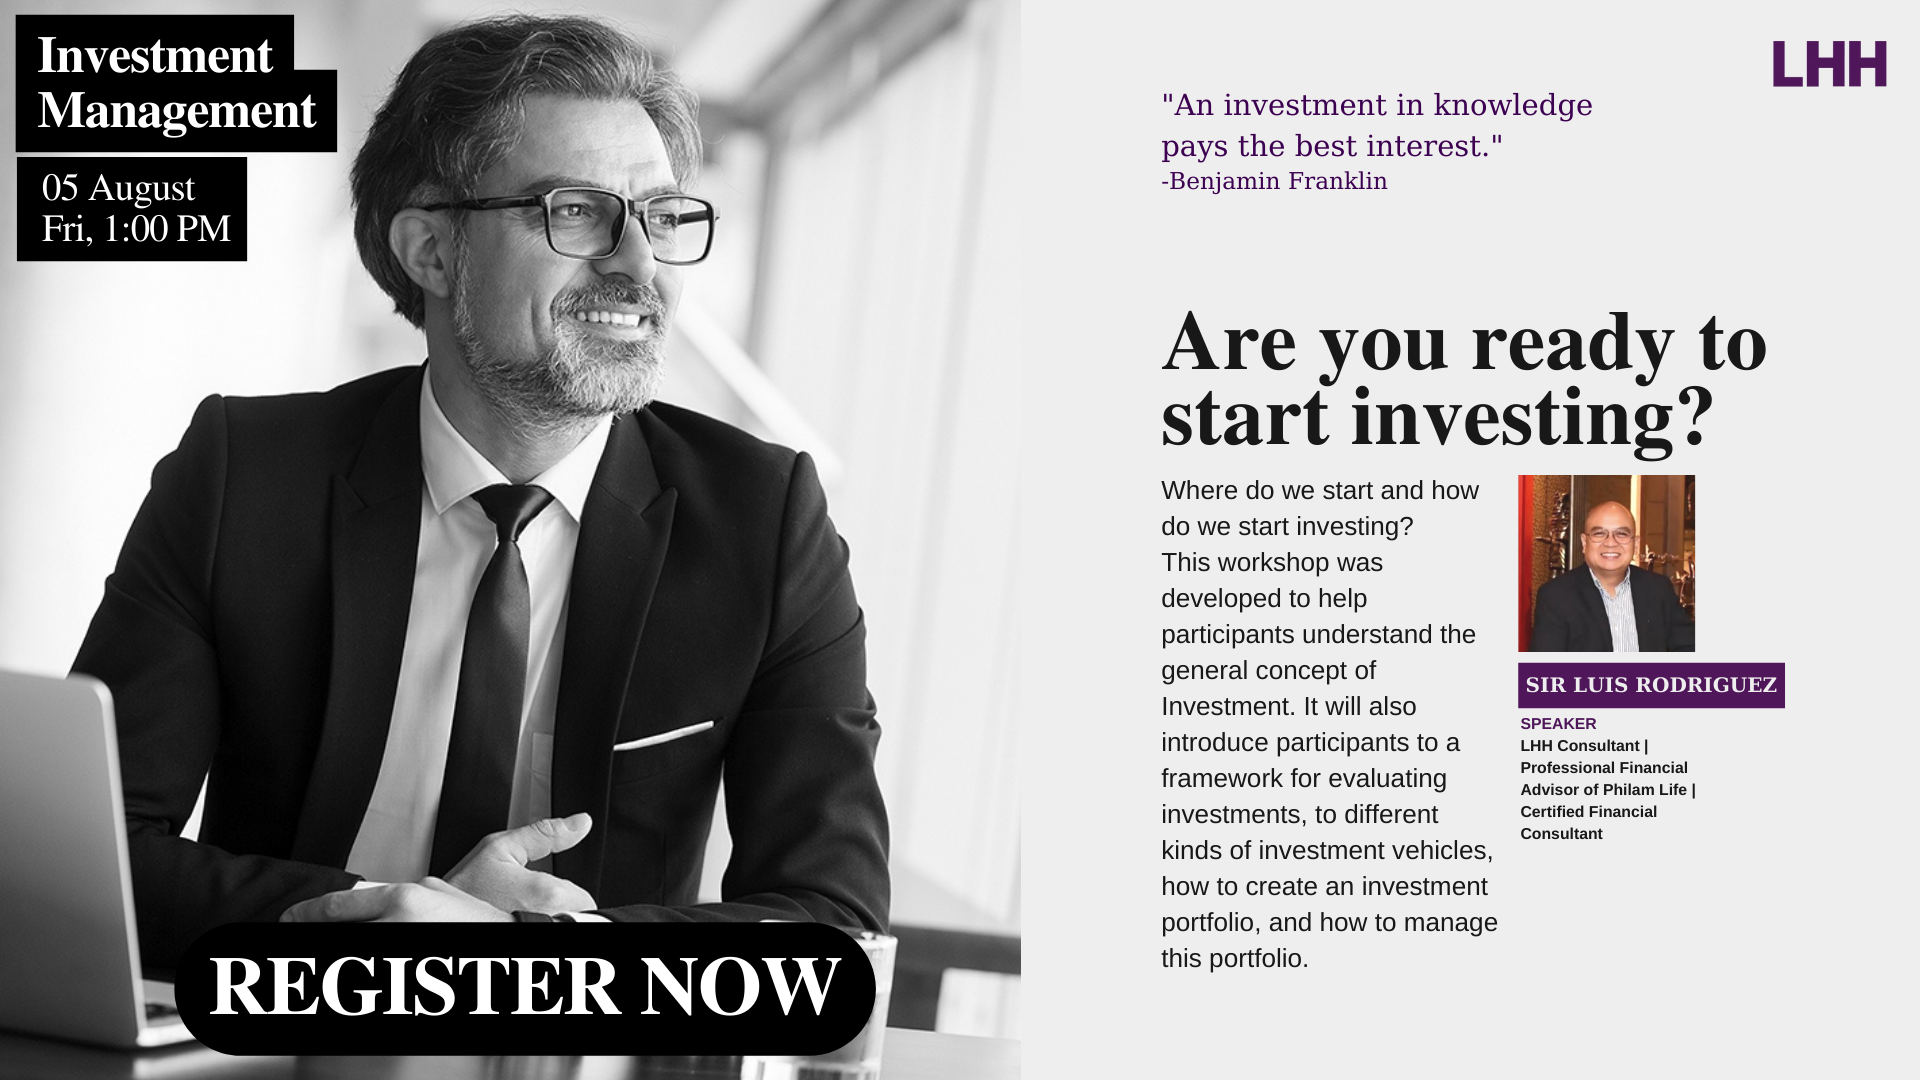 Investment
Management
05 August
Fri, 1:00 PM
REGISTER NOW
LHH
"An investment in knowledge
pays the best interest."
-Benjamin Franklin
Are you ready to
start investing?
Where do we start and how
do we start investing?
This workshop was
developed to help
participants understand the
general concept of
Investment. It will also
introduce participants to a
framework for evaluating
investments, to different
kinds of investment vehicles,
how to create an investment
portfolio, and how to manage
this portfolio.
SIR LUIS RODRIGUEZ
SPEAKER
LHH Consultant |
Professional Financial
Advisor of Philam Life |
Certified Financial
Consultant